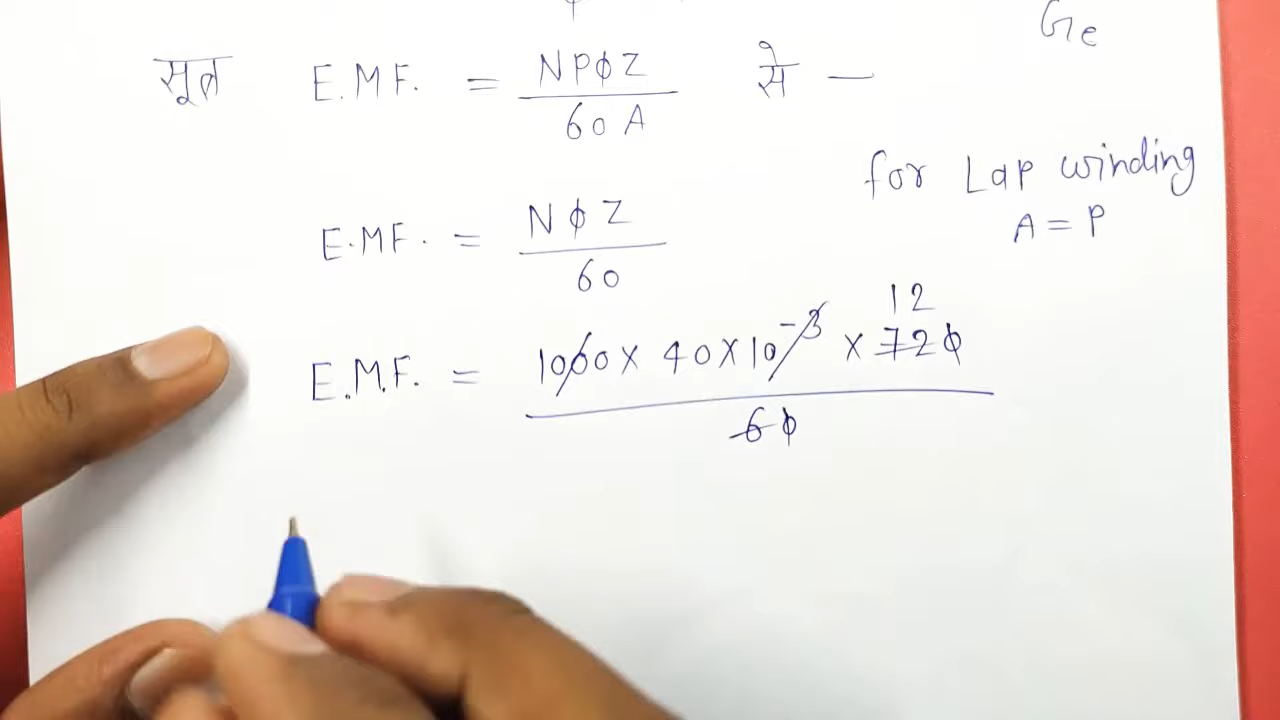 Ge
सूत्र E.M.F. = NPϕZ / 60 A से —
for Lap winding
A = P
E.M.F. = NϕZ / 60
12
E.M.F. = 1000 x 40 x 10⁻³ x 720 / 60